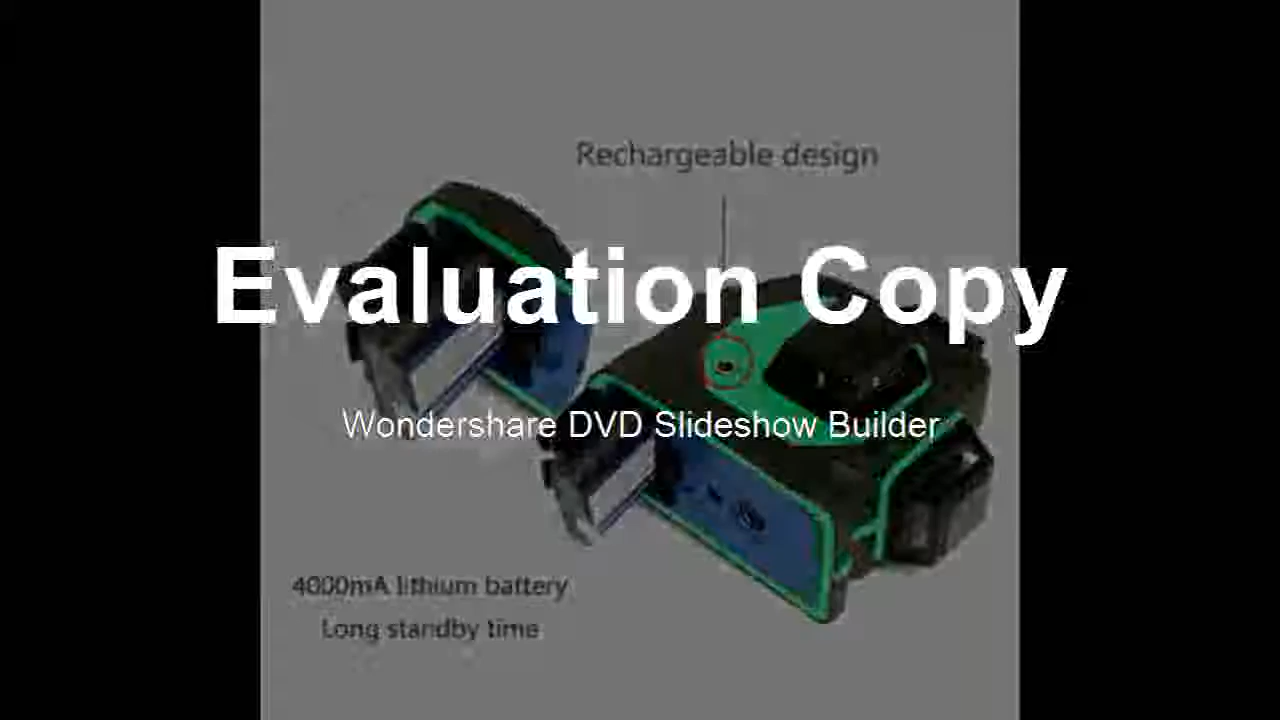 Rechargeable design
Evaluation Copy
Wondershare DVD Slideshow Builder
4000mA lithium battery
Long standby time